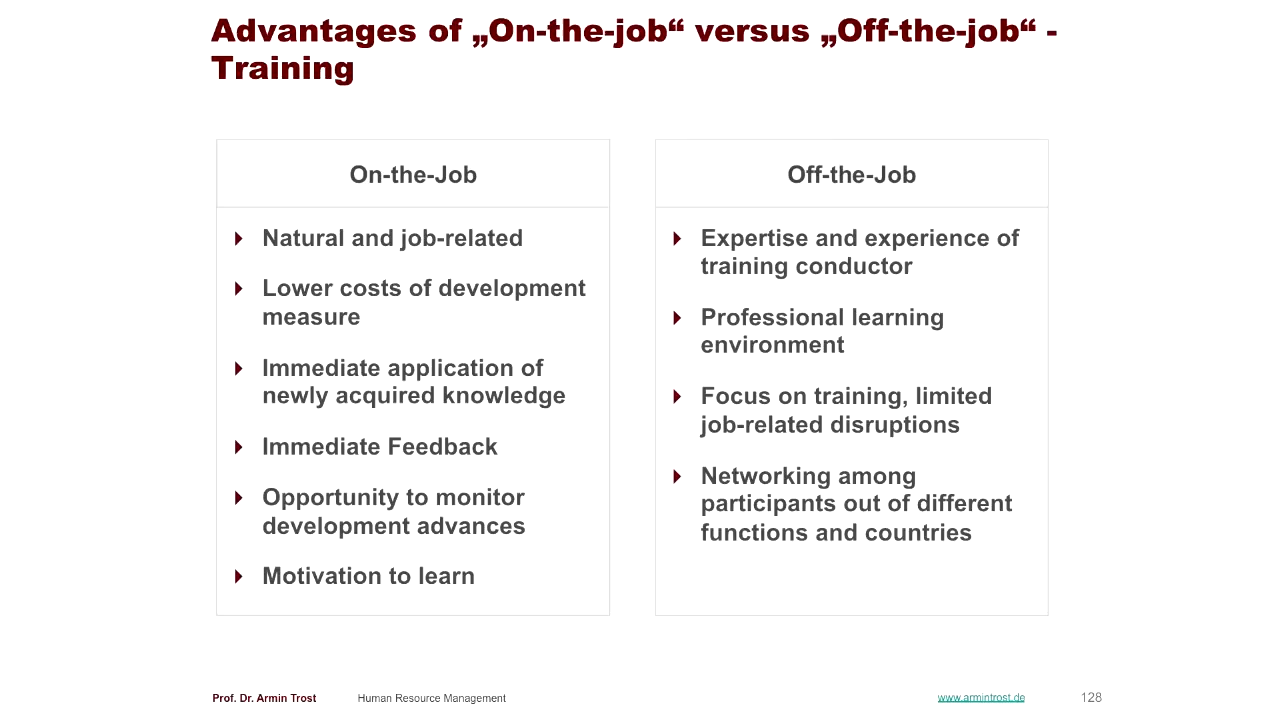 Advantages of „On-the-job“ versus „Off-the-job“ -
Training
On-the-Job
Natural and job-related
Lower costs of development
measure
Immediate application of
newly acquired knowledge
Immediate Feedback
Opportunity to monitor
development advances
Motivation to learn
Off-the-Job
Expertise and experience of
training conductor
Professional learning
environment
Focus on training, limited
job-related disruptions
Networking among
participants out of different
functions and countries
Prof. Dr. Armin Trost Human Resource Management www.armintrost.de 128